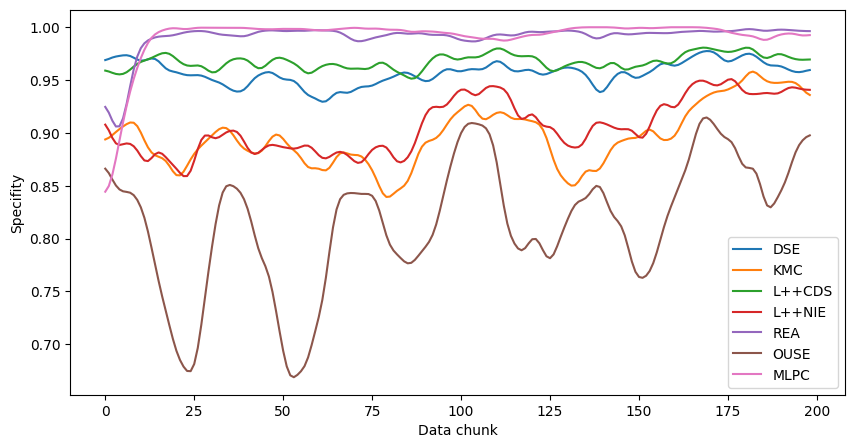 1.00
0.95
0.90
0.85
0.80
0.75
0.70
Specifity
0
25
50
75
100
125
150
175
200
Data chunk
DSE
KMC
L++CDS
L++NIE
REA
OUSE
MLPC